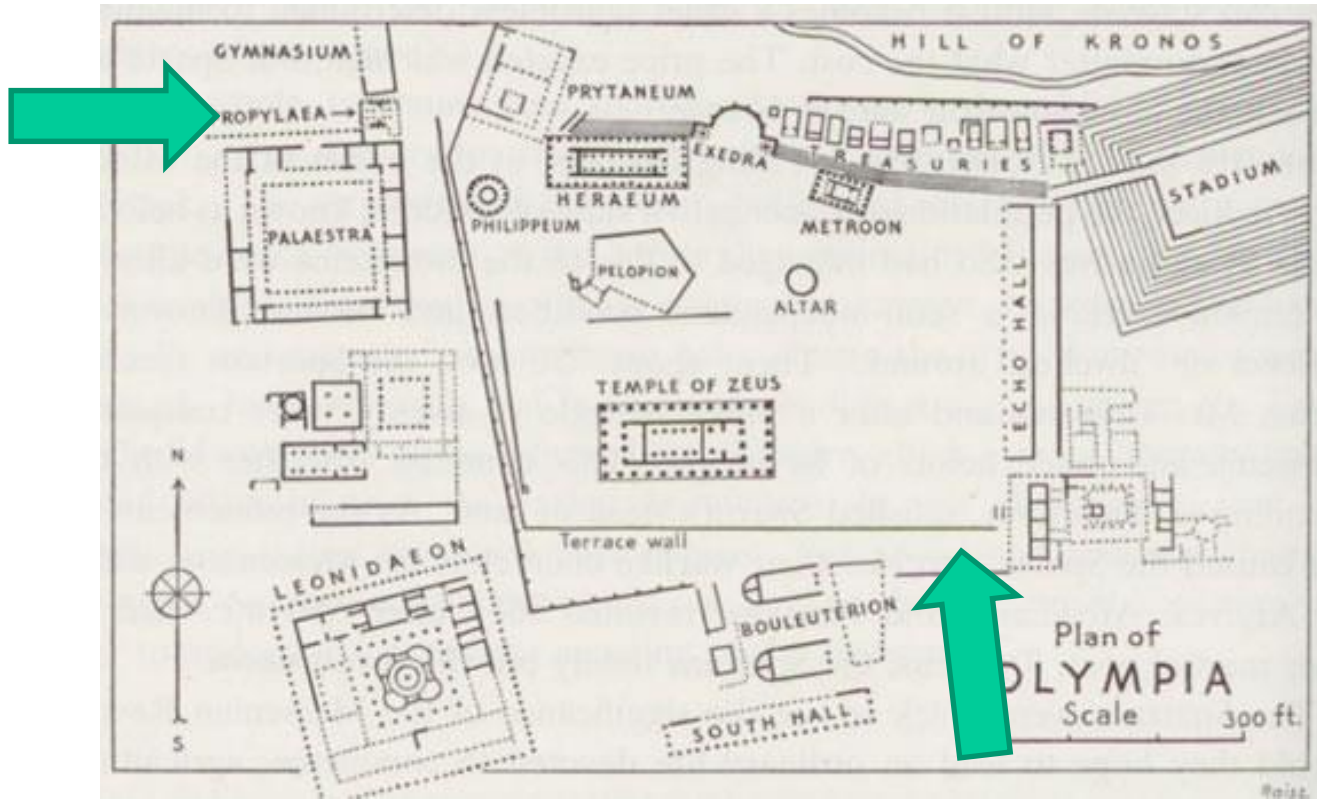 HILL OF KRONOS
GYMNASIUM
PRYTANEUM
ROPYLAEA→
EXEDRA
TREASURIES
STADIUM
HERAEUM
PHILIPPEUM
METROON
PALAESTRA
PELOPION
ALTAR
ECHO HALL
TEMPLE OF ZEUS
N
Terrace wall
LEONIDAEON
BOULEUTERION
Plan of
OLYMPIA
SOUTH HALL
Scale 300 ft.
S